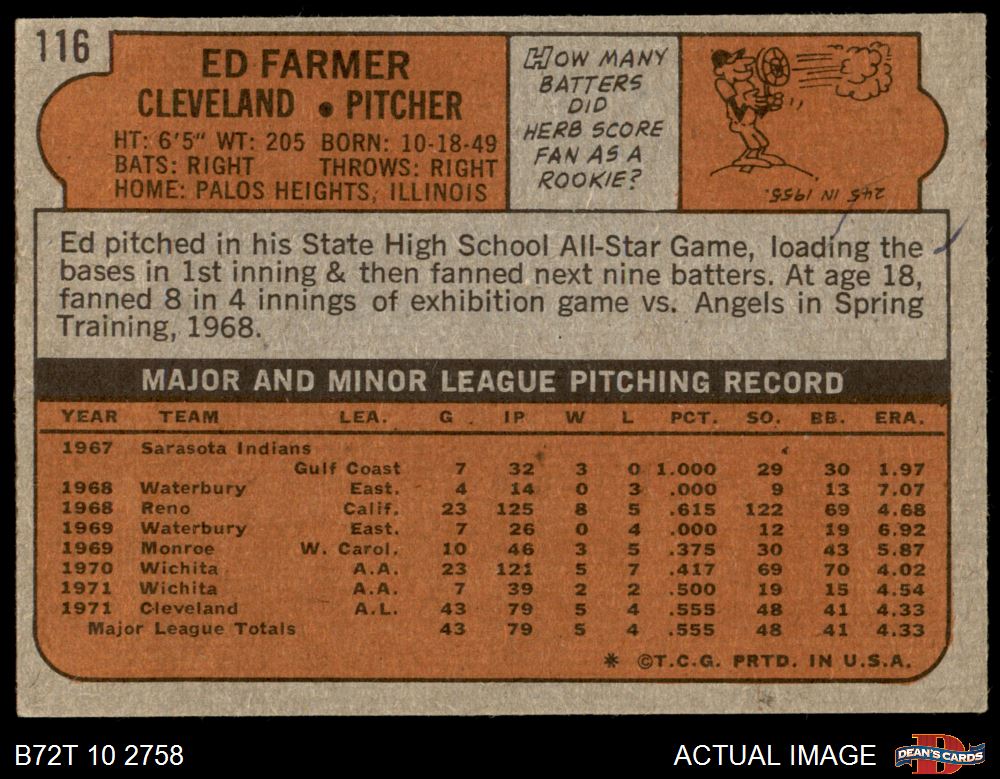 116
ED FARMER
CLEVELAND • PITCHER
HT: 6'5" WT: 205 BORN: 10-18-49
BATS: RIGHT THROWS: RIGHT
HOME: PALOS HEIGHTS, ILLINOIS
HOW MANY
BATTERS
DID
HERB SCORE
FAN AS A
ROOKIE?
245 IN 1955.
Ed pitched in his State High School All-Star Game, loading the
bases in 1st inning & then fanned next nine batters. At age 18,
fanned 8 in 4 innings of exhibition game vs. Angels in Spring
Training, 1968.
MAJOR AND MINOR LEAGUE PITCHING RECORD
YEAR TEAM LEA. G IP W L PCT. SO. BB. ERA.
1967 Sarasota Indians
Gulf Coast 7 32 3 0 1.000 29 30 1.97
1968 Waterbury East. 4 14 0 3 .000 9 13 7.07
1968 Reno Calif. 23 125 8 5 .615 122 69 4.68
1969 Waterbury East. 7 26 0 4 .000 12 19 6.92
1969 Monroe W. Carol. 10 46 3 5 .375 30 43 5.87
1970 Wichita A.A. 23 121 5 7 .417 69 70 4.02
1971 Wichita A.A. 7 39 2 2 .500 19 15 4.54
1971 Cleveland A.L. 43 79 5 4 .555 48 41 4.33
Major League Totals 43 79 5 4 .555 48 41 4.33
* ©T.C.G. PRTD. IN U.S.A.
B72T 10 2758 ACTUAL IMAGE DEAN'S CARDS